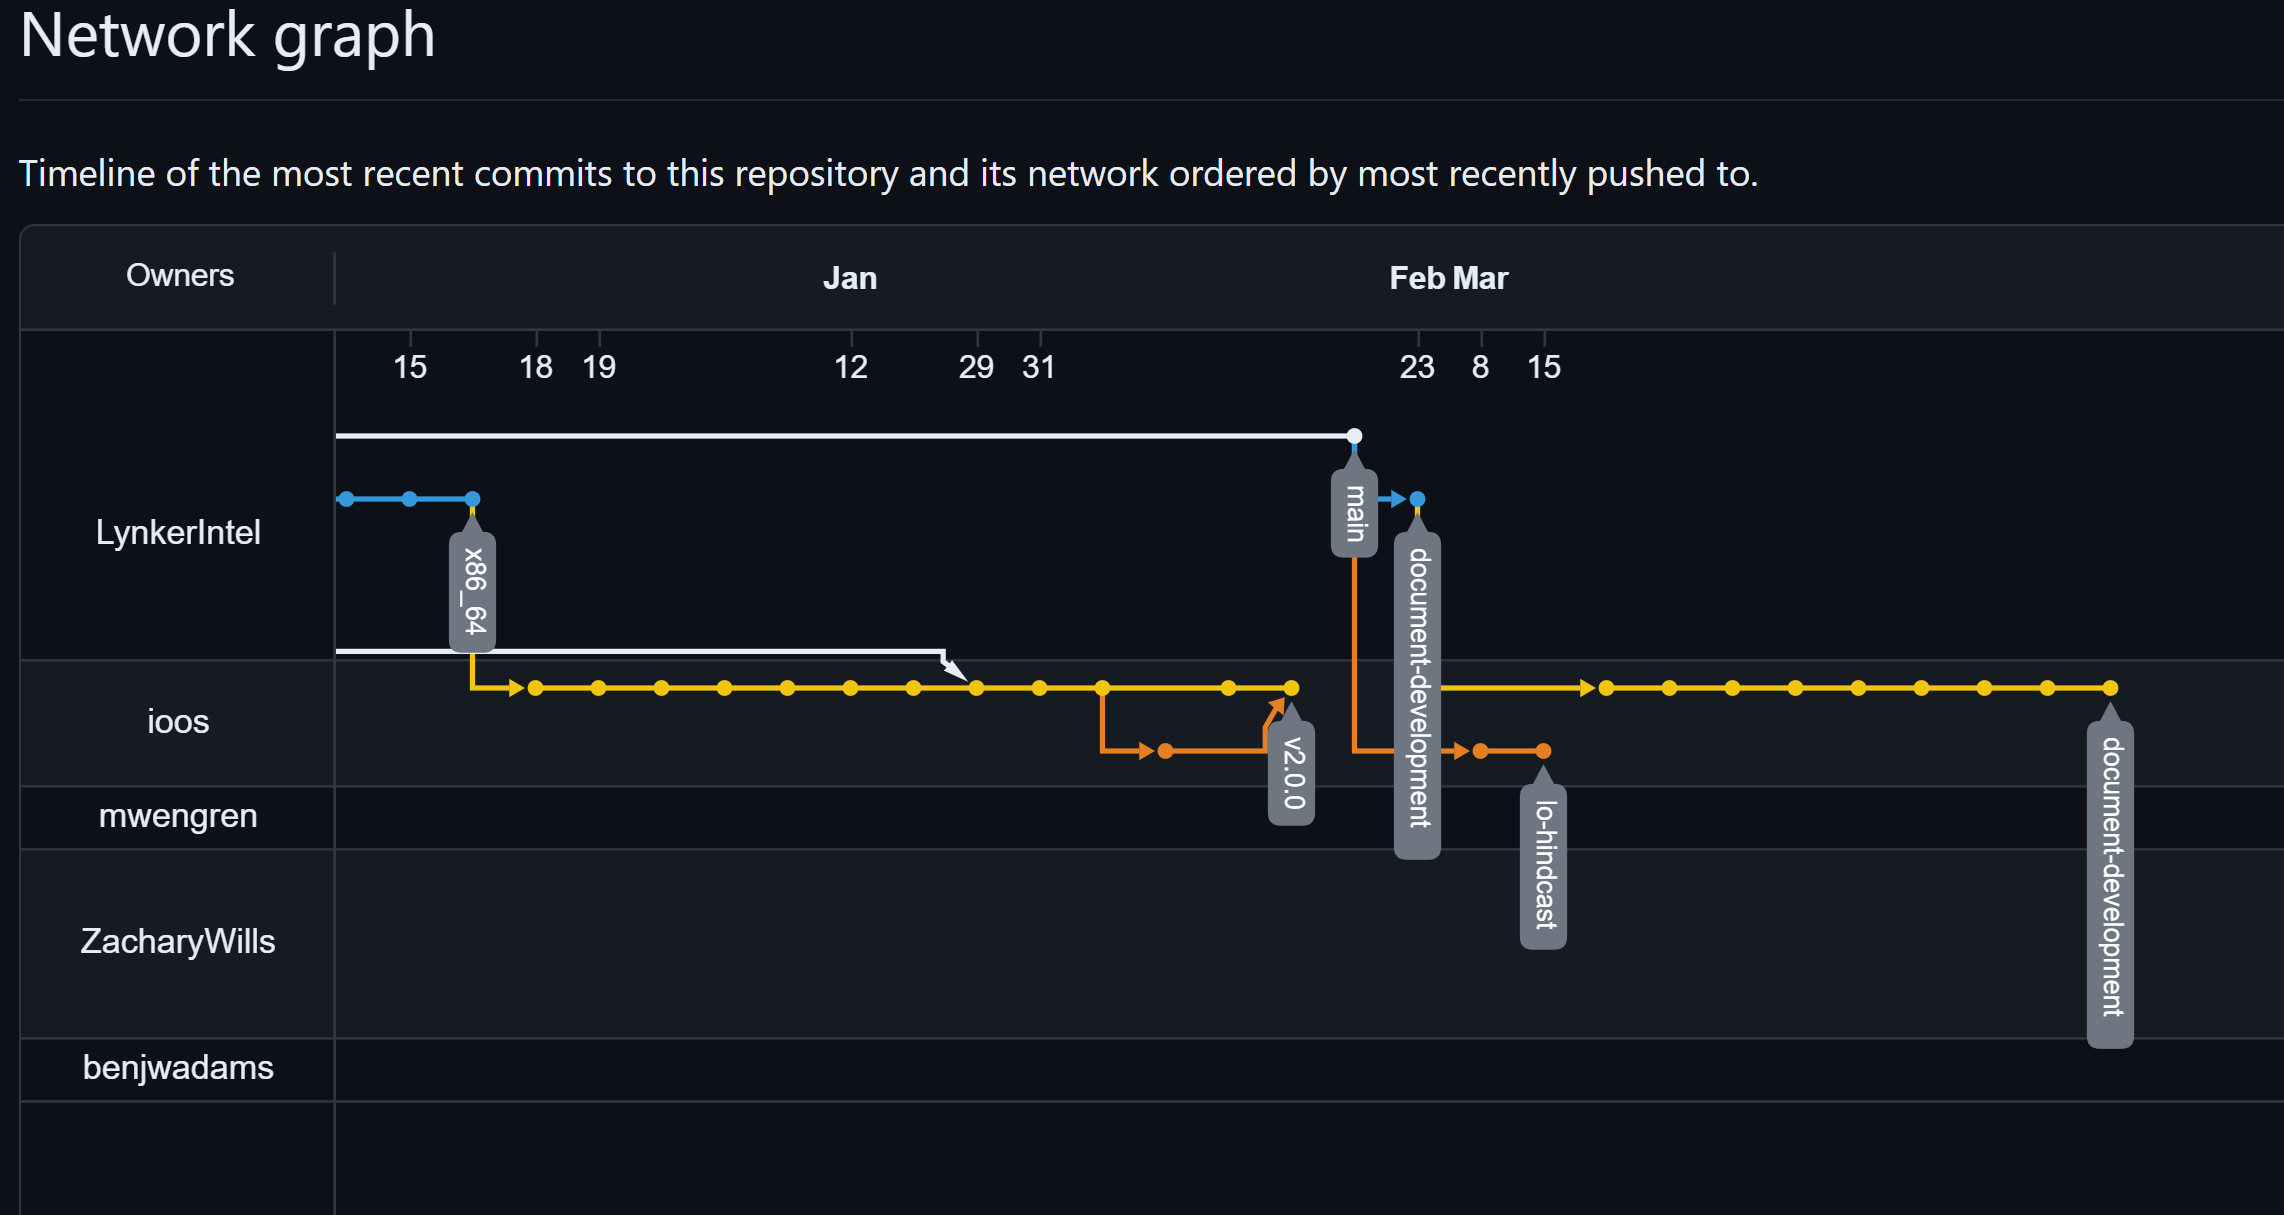 Network graph
Timeline of the most recent commits to this repository and its network ordered by most recently pushed to.
Owners
Jan
Feb Mar
15 18 19 12 29 31 23 8 15
LynkerIntel
main
x86_64
document-development
ioos
v2.0.0
document-development
mwengren
lo-hindcast
ZacharyWills
benjwadams